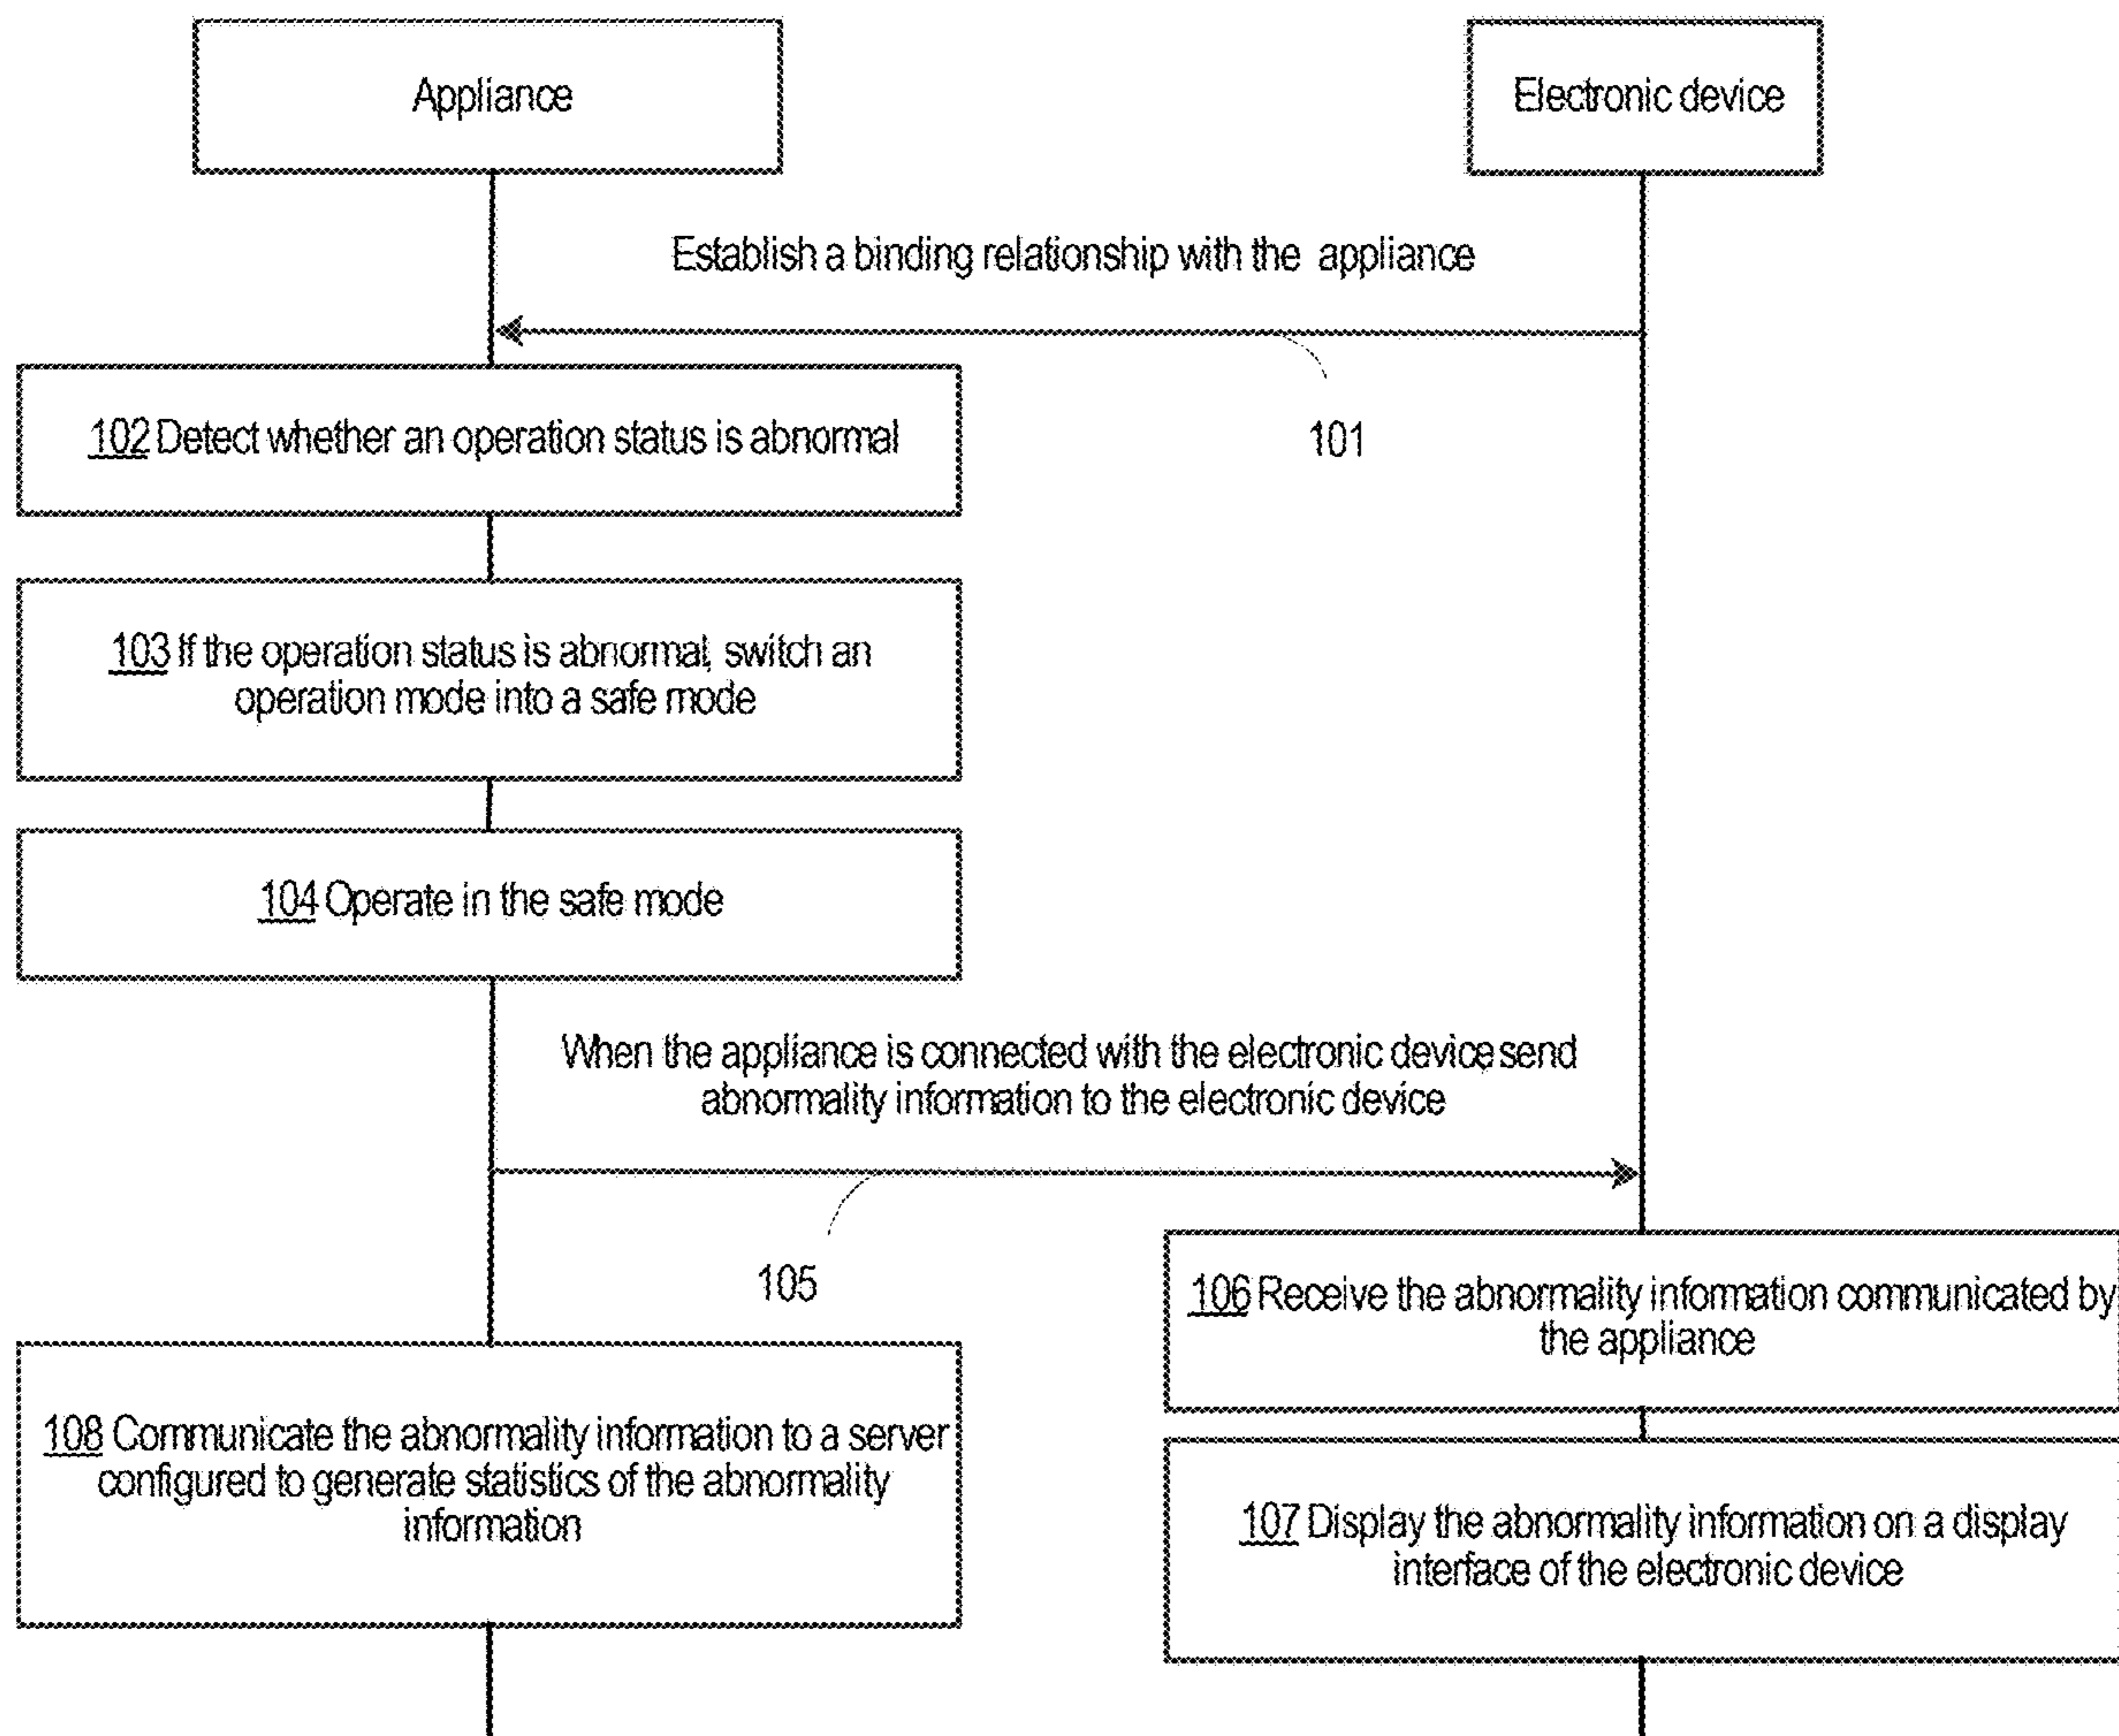 Appliance
Electronic device
Establish a binding relationship with the appliance
101
102 Detect whether an operation status is abnormal
103 If the operation status is abnormal, switch an
operation mode into a safe mode
104 Operate in the safe mode
When the appliance is connected with the electronic device, send
abnormality information to the electronic device
105
106 Receive the abnormality information communicated by
the appliance
108 Communicate the abnormality information to a server
configured to generate statistics of the abnormality
information
107 Display the abnormality information on a display
interface of the electronic device